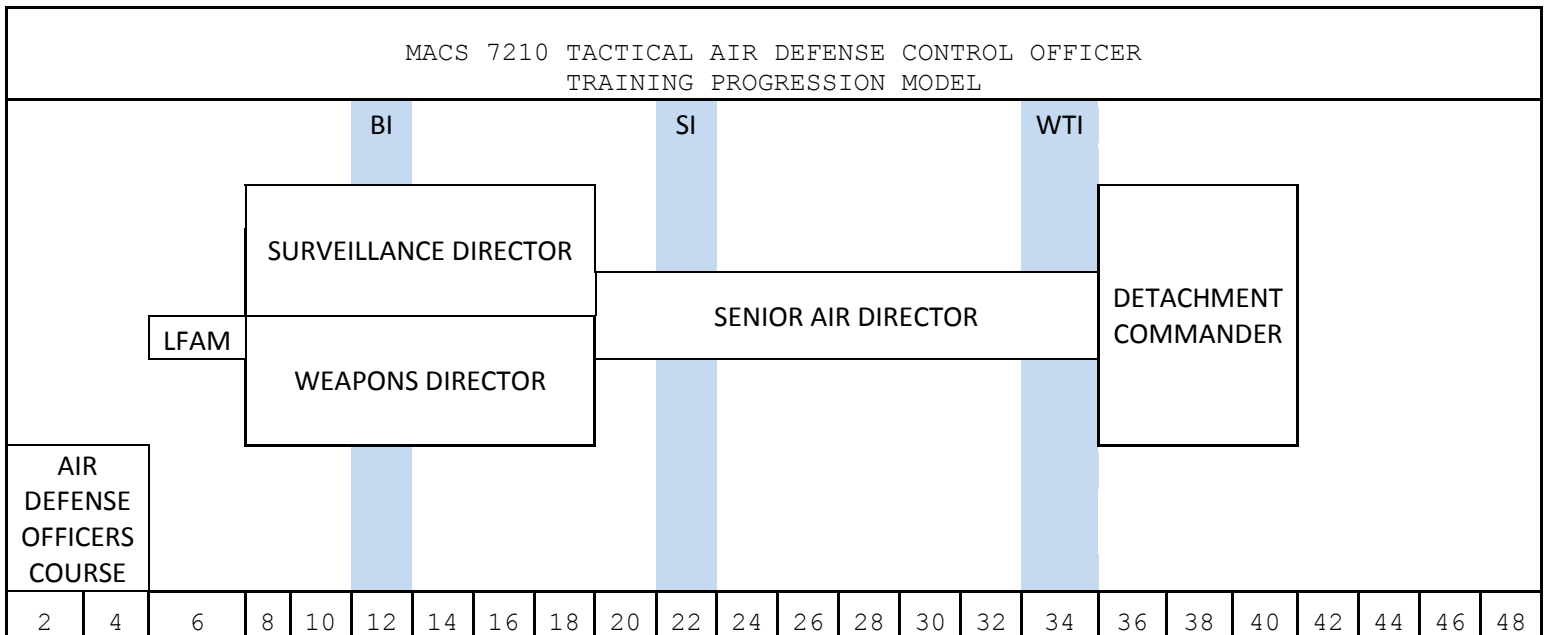 MACS 7210 TACTICAL AIR DEFENSE CONTROL OFFICER
TRAINING PROGRESSION MODEL
BI SI WTI
SURVEILLANCE DIRECTOR
SENIOR AIR DIRECTOR
DETACHMENT
COMMANDER
LFAM
WEAPONS DIRECTOR
AIR
DEFENSE
OFFICERS
COURSE
2 4 6 8 10 12 14 16 18 20 22 24 26 28 30 32 34 36 38 40 42 44 46 48